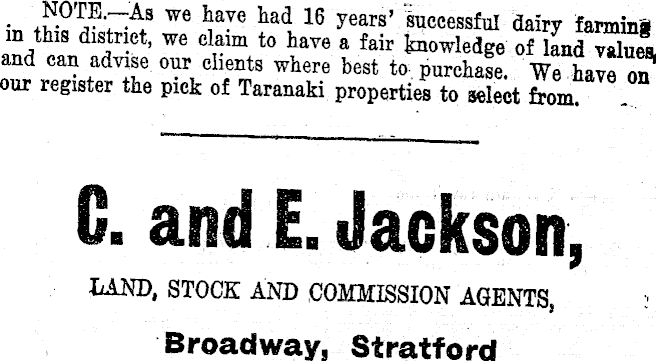 NOTE.—As we have had 16 years' successful dairy farming
in this district, we claim to have a fair knowledge of land values,
and can advise our clients where best to purchase. We have on
our register the pick of Taranaki properties to select from.
C. and E. Jackson,
LAND, STOCK AND COMMISSION AGENTS,
Broadway, Stratford